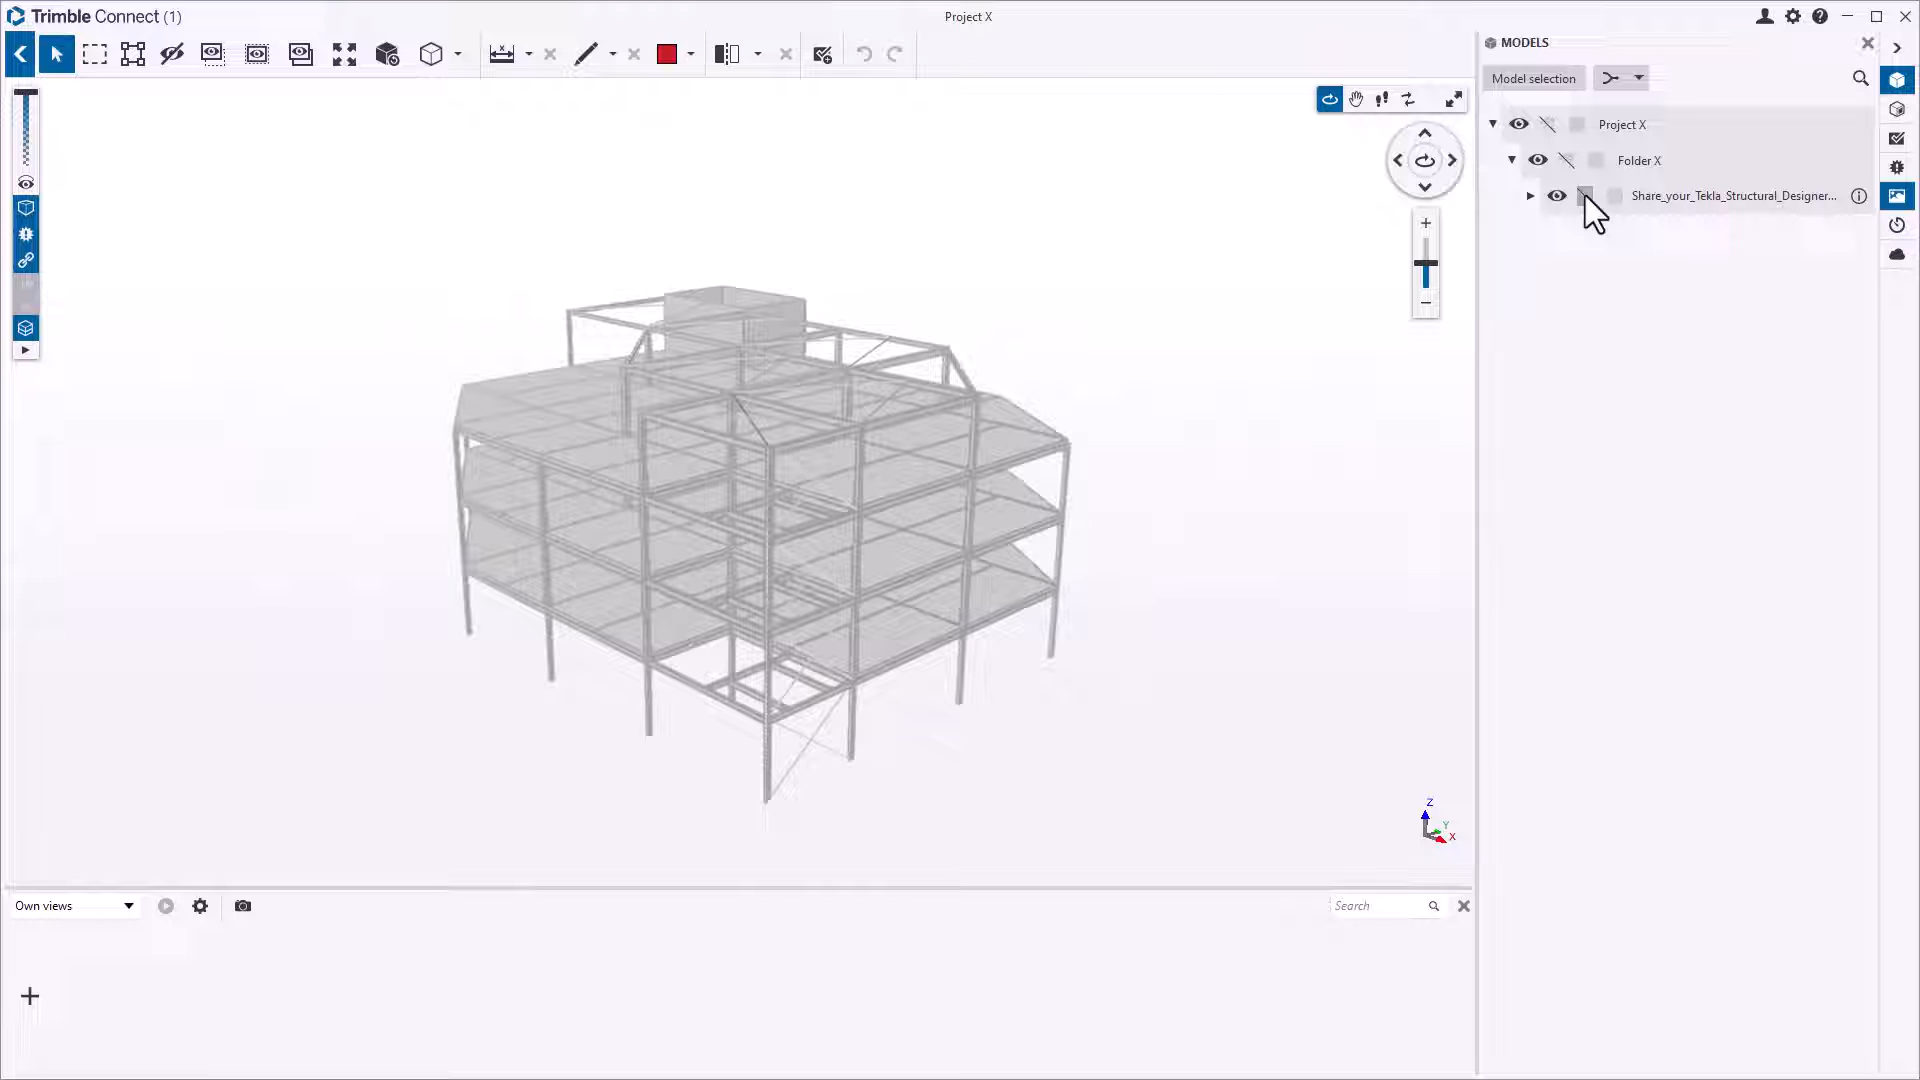 Trimble Connect (1)
Project X
MODELS
Model selection
Project X
Folder X
Share_your_Tekla_Structural_Designer...
Z
Y
X
Own views
Search